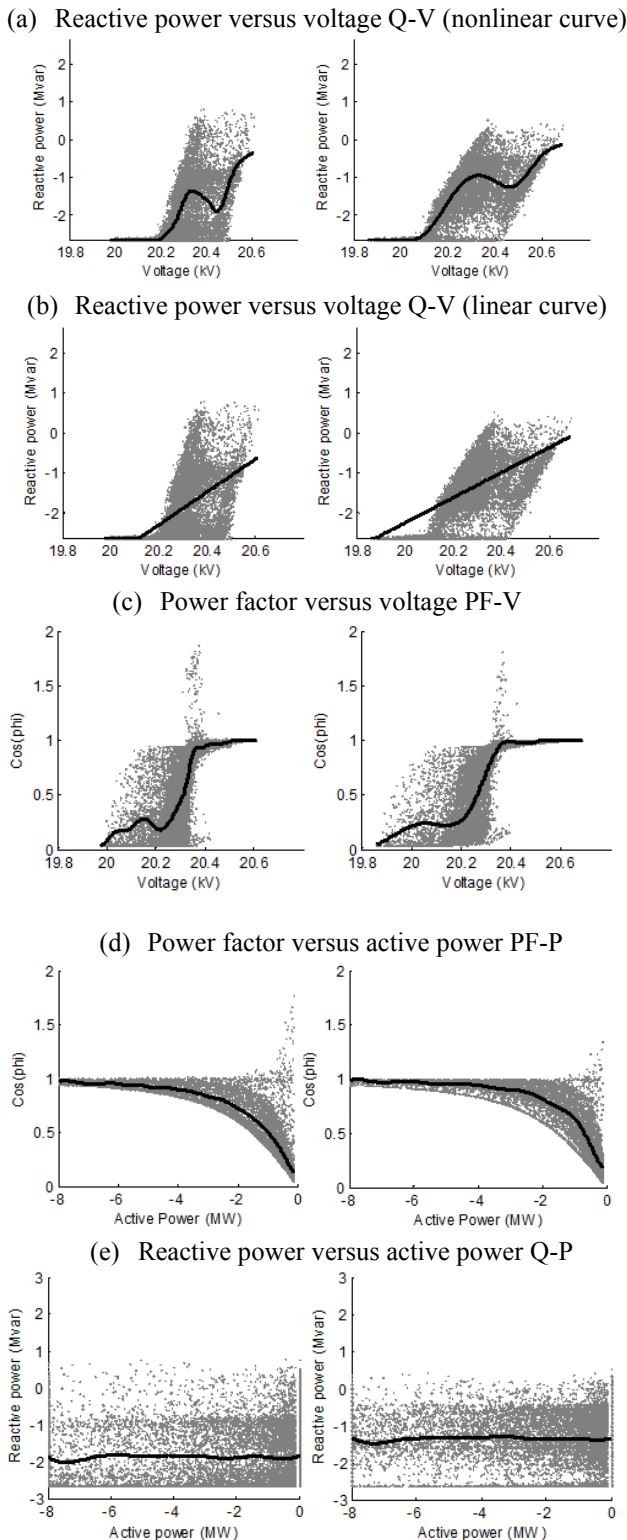 (a) Reactive power versus voltage Q-V (nonlinear curve)
2
1
0
-1
-2
Reactive power (Mvar)
19.8 20 20.2 20.4 20.6
Voltage (kV)
2
1
0
-1
-2
Reactive power (Mvar)
19.8 20 20.2 20.4 20.6
Voltage (kV)
(b) Reactive power versus voltage Q-V (linear curve)
2
1
0
-1
-2
Reactive power (Mvar)
19.8 20 20.2 20.4 20.6
Voltage (kV)
2
1
0
-1
-2
Reactive power (Mvar)
19.8 20 20.2 20.4 20.6
Voltage (kV)
(c) Power factor versus voltage PF-V
2
1.5
1
0.5
0
Cos(phi)
19.8 20 20.2 20.4 20.6
Voltage (kV)
2
1.5
1
0.5
0
Cos(phi)
19.8 20 20.2 20.4 20.6
Voltage (kV)
(d) Power factor versus active power PF-P
2
1.5
1
0.5
0
Cos(phi)
-8 -6 -4 -2 0
Active Power (MW)
2
1.5
1
0.5
0
Cos(phi)
-8 -6 -4 -2 0
Active Power (MW)
(e) Reactive power versus active power Q-P
3
2
1
0
-1
-2
-3
Reactive power (Mvar)
-8 -6 -4 -2 0
Active power (MW)
3
2
1
0
-1
-2
-3
Reactive power (Mvar)
-8 -6 -4 -2 0
Active power (MW)